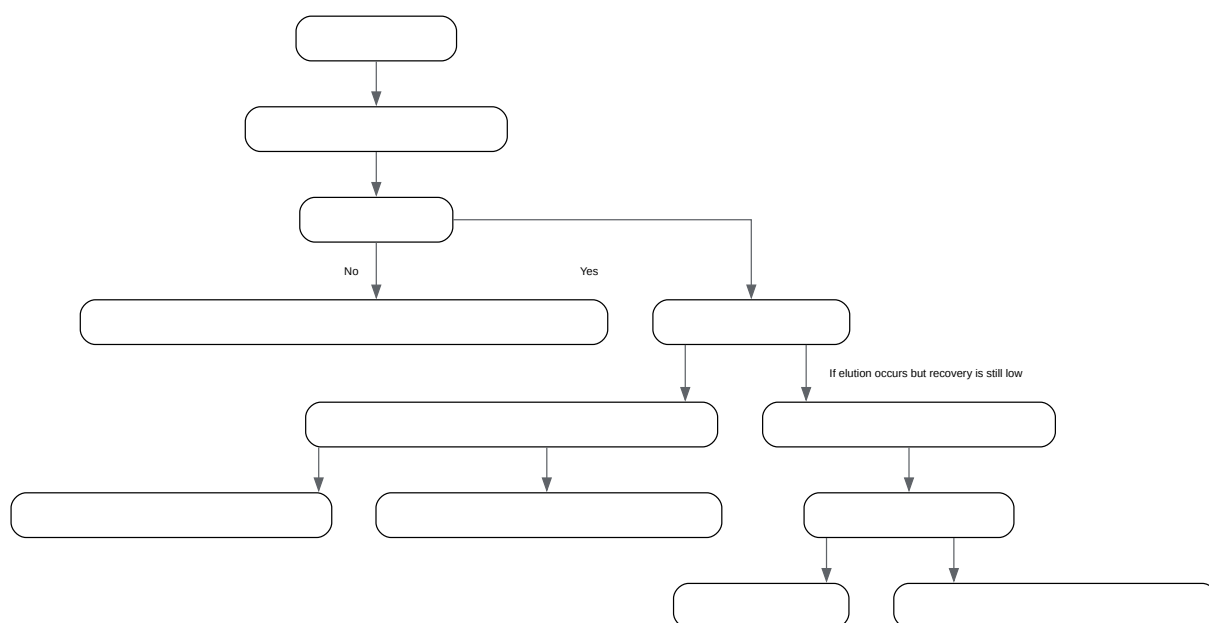 No
Yes
If elution occurs but recovery is still low